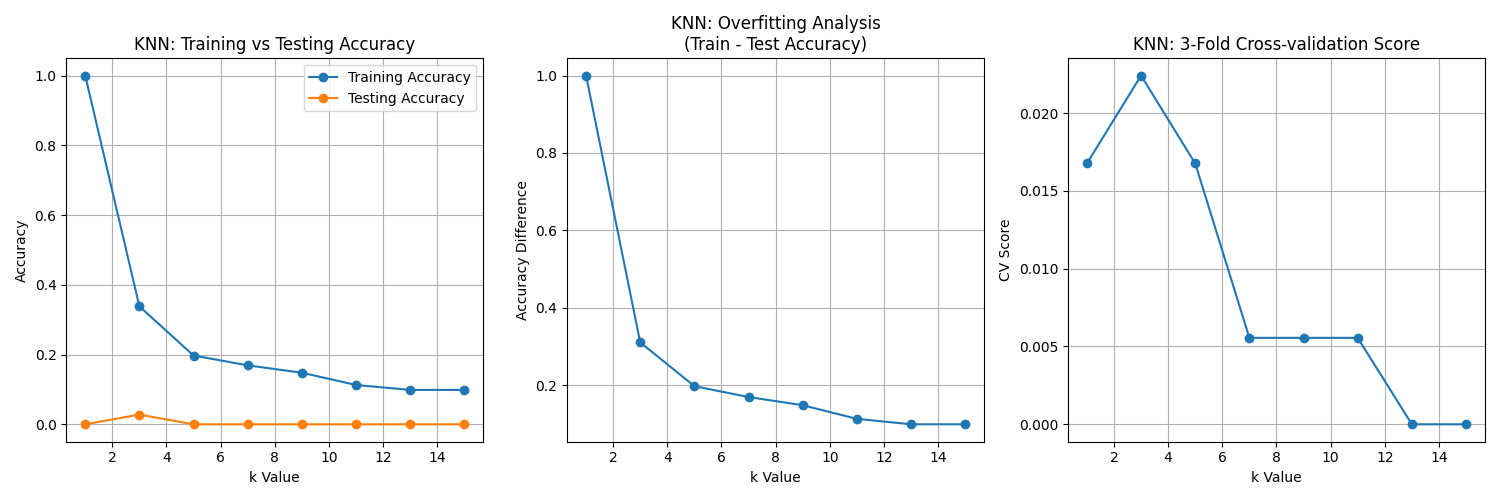 KNN: Training vs Testing Accuracy
Training Accuracy
Testing Accuracy
1.0
0.8
0.6
0.4
0.2
0.0
Accuracy
2 4 6 8 10 12 14
k Value
KNN: Overfitting Analysis
(Train - Test Accuracy)
1.0
0.8
0.6
0.4
0.2
Accuracy Difference
2 4 6 8 10 12 14
k Value
KNN: 3-Fold Cross-validation Score
0.020
0.015
0.010
0.005
0.000
CV Score
2 4 6 8 10 12 14
k Value